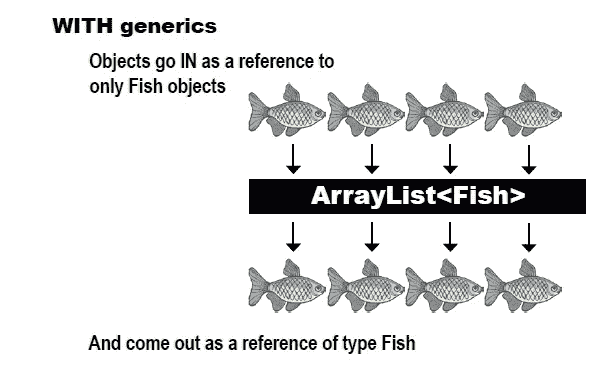 WITH generics
Objects go IN as a reference to
only Fish objects
ArrayList<Fish>
And come out as a reference of type Fish